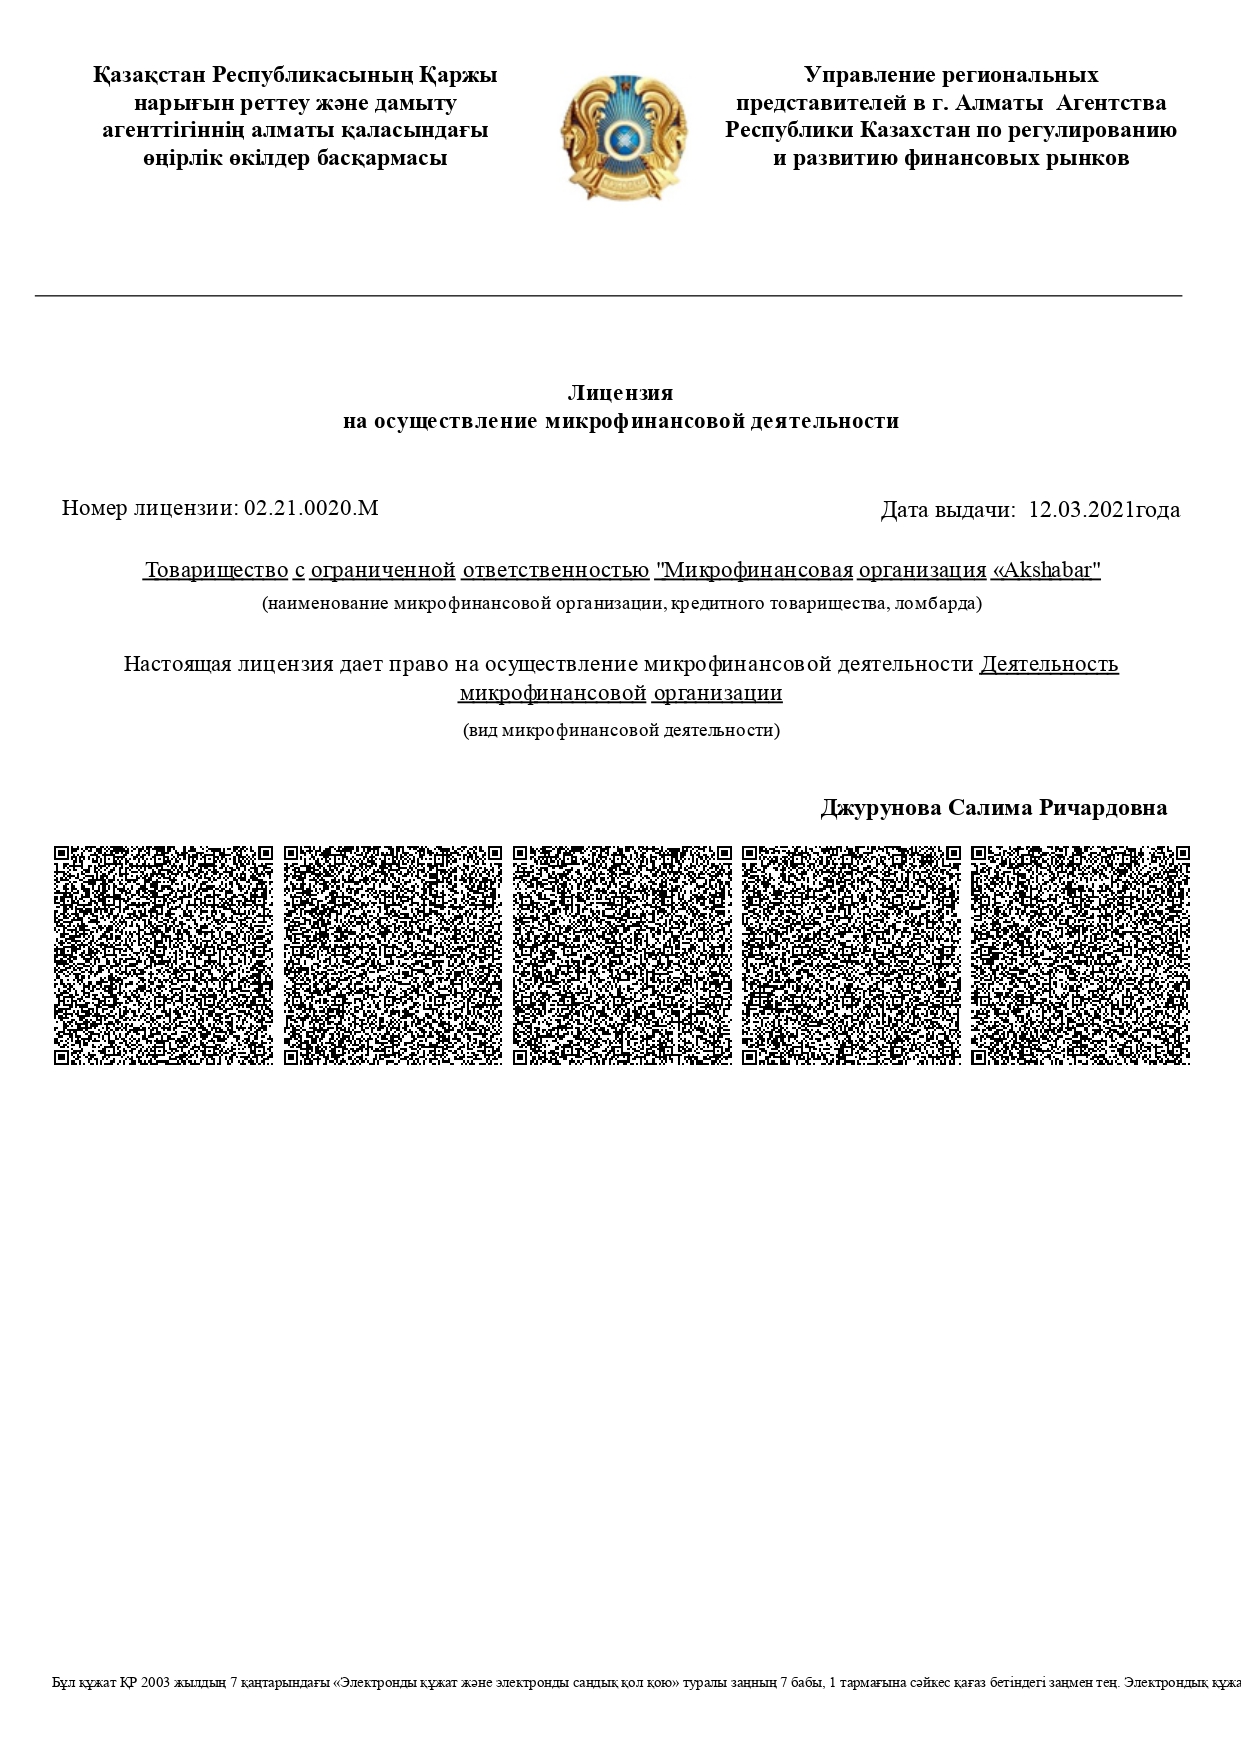 Қазақстан Республикасының Қаржы
нарығын реттеу және дамыту
агенттігіннің алматы қаласындағы
өңірлік өкілдер басқармасы
Управление региональных
представителей в г. Алматы Агентства
Республики Казахстан по регулированию
и развитию финансовых рынков
Лицензия
на осуществление микрофинансовой деятельности
Номер лицензии: 02.21.0020.М
Дата выдачи: 12.03.2021года
Товарищество с ограниченной ответственностью "Микрофинансовая организация «Akshabar"
(наименование микрофинансовой организации, кредитного товарищества, ломбарда)
Настоящая лицензия дает право на осуществление микрофинансовой деятельности Деятельность
микрофинансовой организации
(вид микрофинансовой деятельности)
Джурунова Салима Ричардовна
Бұл құжат ҚР 2003 жылдың 7 қаңтарындағы «Электронды құжат және электронды сандық қол қою» туралы заңның 7 бабы, 1 тармағына сәйкес қағаз бетіндегі заңмен тең. Электрондық